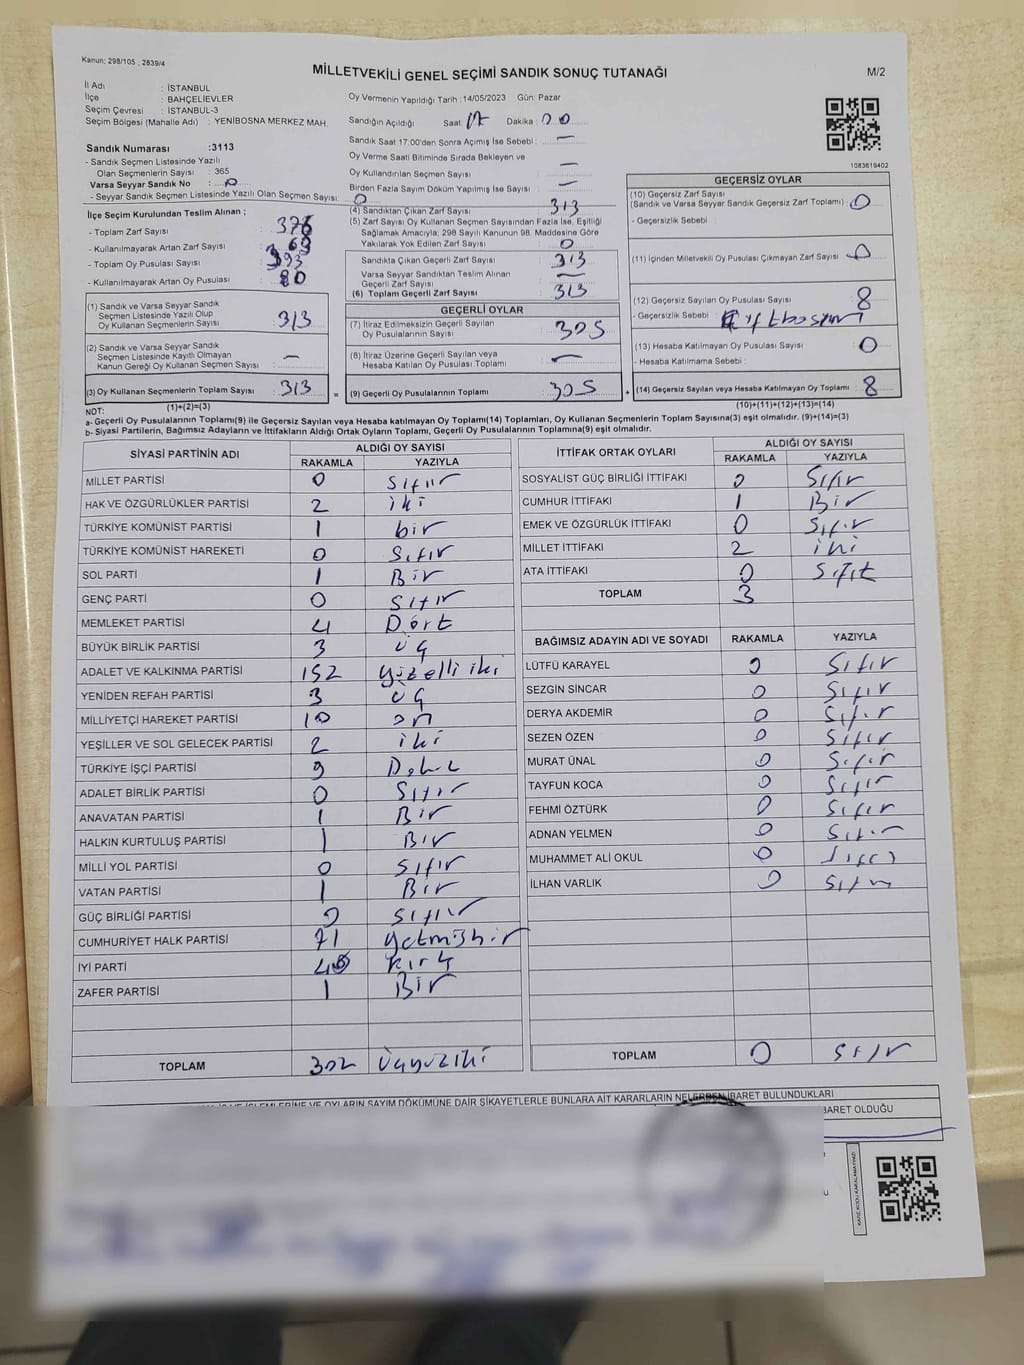 Kanun: 298/105 , 2839/4
MİLLETVEKİLİ GENEL SEÇİMİ SANDIK SONUÇ TUTANAĞI
M/2
İl Adı : İSTANBUL
İlçe : BAHÇELİEVLER
Seçim Çevresi : İSTANBUL-3
Seçim Bölgesi (Mahalle Adı) : YENİBOSNA MERKEZ MAH.
Oy Vermenin Yapıldığı Tarih :14/05/2023 Gün: Pazar
Sandığın Açıldığı Saat: 17 Dakika : 00
Sandık Saat 17:00'den Sonra Açılmış İse Sebebi : —
Oy Verme Saati Bitiminde Sırada Bekleyen ve
Oy Kullandırılan Seçmen Sayısı : —
Birden Fazla Sayım Döküm Yapılmış İse Sayısı : —
1083619402
Sandık Numarası :3113
- Sandık Seçmen Listesinde Yazılı
Olan Seçmenlerin Sayısı : 365
Varsa Seyyar Sandık No : 0
- Seyyar Sandık Seçmen Listesinde Yazılı Olan Seçmen Sayısı: 0
İlçe Seçim Kurulundan Teslim Alınan ;
- Toplam Zarf Sayısı : 376
- Kullanılmayarak Artan Zarf Sayısı : 63
- Toplam Oy Pusulası Sayısı : 393
- Kullanılmayarak Artan Oy Pusulası : 80
(1) Sandık ve Varsa Seyyar Sandık
Seçmen Listesinde Yazılı Olup
Oy Kullanan Seçmenlerin Sayısı : 313
(2) Sandık ve Varsa Seyyar Sandık
Seçmen Listesinde Kayıtlı Olmayan
Kanun Gereği Oy Kullanan Seçmen Sayısı : —
(3) Oy Kullanan Seçmenlerin Toplam Sayısı : 313
(1)+(2)=(3)
(4) Sandıktan Çıkan Zarf Sayısı : 313
(5) Zarf Sayısı Oy Kullanan Seçmen Sayısından Fazla İse, Eşitliği
Sağlamak Amacıyla; 298 Sayılı Kanunun 98. Maddesine Göre
Yakılarak Yok Edilen Zarf Sayısı : 0
Sandıkta Çıkan Geçerli Zarf Sayısı : 313
Varsa Seyyar Sandıktan Teslim Alınan
Geçerli Zarf Sayısı : —
(6) Toplam Geçerli Zarf Sayısı : 313
GEÇERLİ OYLAR
(7) İtiraz Edilmeksizin Geçerli Sayılan
Oy Pusulalarının Sayısı : 305
(8) İtiraz Üzerine Geçerli Sayılan veya
Hesaba Katılan Oy Pusulası Toplamı : —
= (9) Geçerli Oy Pusulalarının Toplamı : 305 +
GEÇERSİZ OYLAR
(10) Geçersiz Zarf Sayısı
(Sandık ve Varsa Seyyar Sandık Geçersiz Zarf Toplamı) : 0
- Geçersizlik Sebebi :
(11) İçinden Milletvekili Oy Pusulası Çıkmayan Zarf Sayısı : 0
(12) Geçersiz Sayılan Oy Pusulası Sayısı : 8
- Geçersizlik Sebebi :
(13) Hesaba Katılmayan Oy Pusulası Sayısı : 0
- Hesaba Katılmama Sebebi :
(14) Geçersiz Sayılan veya Hesaba Katılmayan Oy Toplamı : 8
(10)+(11)+(12)+(13)=(14)
NOT:
a- Geçerli Oy Pusulalarının Toplamı(9) ile Geçersiz Sayılan veya Hesaba katılmayan Oy Toplamı(14) Toplamları, Oy Kullanan Seçmenlerin Toplam Sayısına(3) eşit olmalıdır. (9)+(14)=(3)
b- Siyasi Partilerin, Bağımsız Adayların ve İttifakların Aldığı Ortak Oyların Toplamı, Geçerli Oy Pusulalarının Toplamına(9) eşit olmalıdır.
SİYASİ PARTİNİN ADI ALDIĞI OY SAYISI
RAKAMLA YAZIYLA
MİLLET PARTİSİ 0 Sıfır
HAK VE ÖZGÜRLÜKLER PARTİSİ 2 iki
TÜRKİYE KOMÜNİST PARTİSİ 1 bir
TÜRKİYE KOMÜNİST HAREKETİ 0 Sıfır
SOL PARTİ 1 Bir
GENÇ PARTİ 0 Sıfır
MEMLEKET PARTİSİ 4 Dört
BÜYÜK BİRLİK PARTİSİ 3 üç
ADALET VE KALKINMA PARTİSİ 152 yüzelli iki
YENİDEN REFAH PARTİSİ 3 üç
MİLLİYETÇİ HAREKET PARTİSİ 10 on
YEŞİLLER VE SOL GELECEK PARTİSİ 2 iki
TÜRKİYE İŞÇİ PARTİSİ 9
ADALET BİRLİK PARTİSİ 0 Sıfır
ANAVATAN PARTİSİ 1 Bir
HALKIN KURTULUŞ PARTİSİ 1 Bir
MİLLİ YOL PARTİSİ 0 Sıfır
VATAN PARTİSİ 1 Bir
GÜÇ BİRLİĞİ PARTİSİ 0 Sıfır
CUMHURİYET HALK PARTİSİ 71 yetmişbir
İYİ PARTİ 40 Kırk
ZAFER PARTİSİ 1 Bir
TOPLAM 302 üçyüziki
İTTİFAK ORTAK OYLARI ALDIĞI OY SAYISI
RAKAMLA YAZIYLA
SOSYALİST GÜÇ BİRLİĞİ İTTİFAKI 0 Sıfır
CUMHUR İTTİFAKI 1 Bir
EMEK VE ÖZGÜRLÜK İTTİFAKI 0 Sıfır
MİLLET İTTİFAKI 2 iki
ATA İTTİFAKI 0 Sıfır
TOPLAM 3
BAĞIMSIZ ADAYIN ADI VE SOYADI RAKAMLA YAZIYLA
LÜTFÜ KARAYEL 0 Sıfır
SEZGİN SİNCAR 0 Sıfır
DERYA AKDEMİR 0 Sıfır
SEZEN ÖZEN 0 Sıfır
MURAT ÜNAL 0 Sıfır
TAYFUN KOCA 0 Sıfır
FEHMİ ÖZTÜRK 0 Sıfır
ADNAN YELMEN 0 Sıfır
MUHAMMET ALİ OKUL 0 Sıfır
İLHAN VARLIK 0 Sıfır
TOPLAM 0 Sıfır
İŞLEMLERİNE VE OYLARIN SAYIM DÖKÜMÜNE DAİR ŞİKAYETLERLE BUNLARA AİT KARARLARIN NELERDEN İBARET BULUNDUKLARI
BARET OLDUĞU
KARE KODU KARALAMAYINIZ!